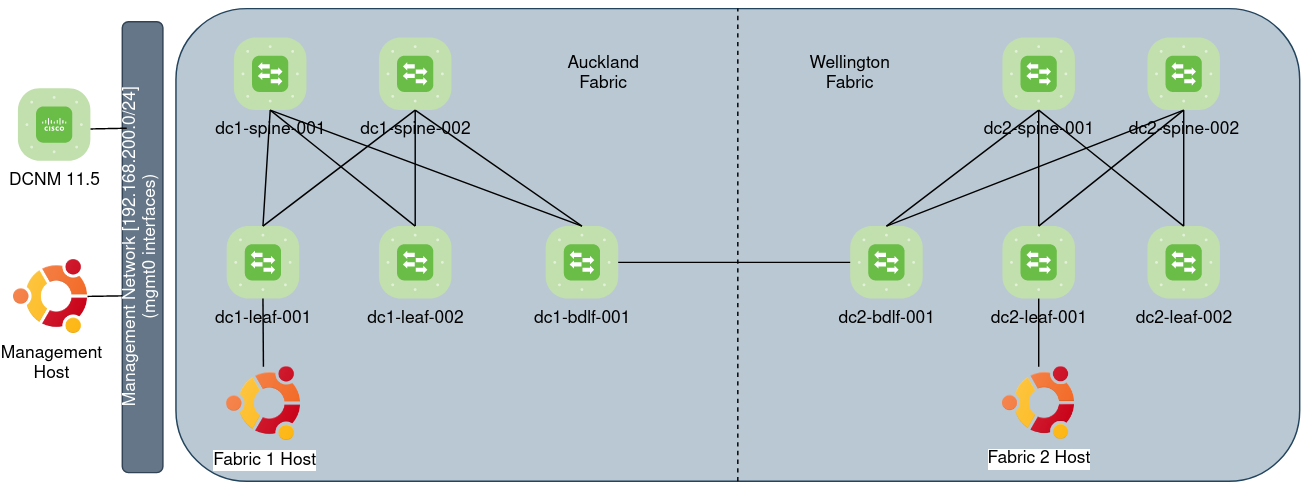 Auckland
Fabric
Wellington
Fabric
dc1-spine-001
dc1-spine-002
dc2-spine-001
dc2-spine-002
cisco
DCNM 11.5
Management Network [192.168.200.0/24]
(mgmt0 interfaces)
dc1-leaf-001
dc1-leaf-002
dc1-bdlf-001
dc2-bdlf-001
dc2-leaf-001
dc2-leaf-002
Management
Host
Fabric 1 Host
Fabric 2 Host